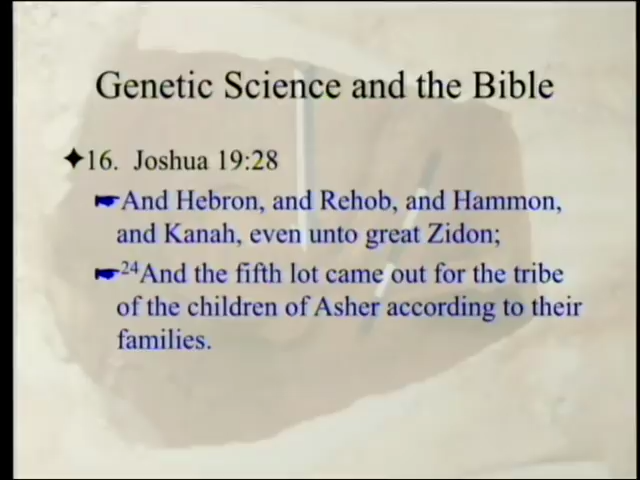 Genetic Science and the Bible
✦16. Joshua 19:28
☛And Hebron, and Rehob, and Hammon,
and Kanah, even unto great Zidon;
☛24And the fifth lot came out for the tribe
of the children of Asher according to their
families.